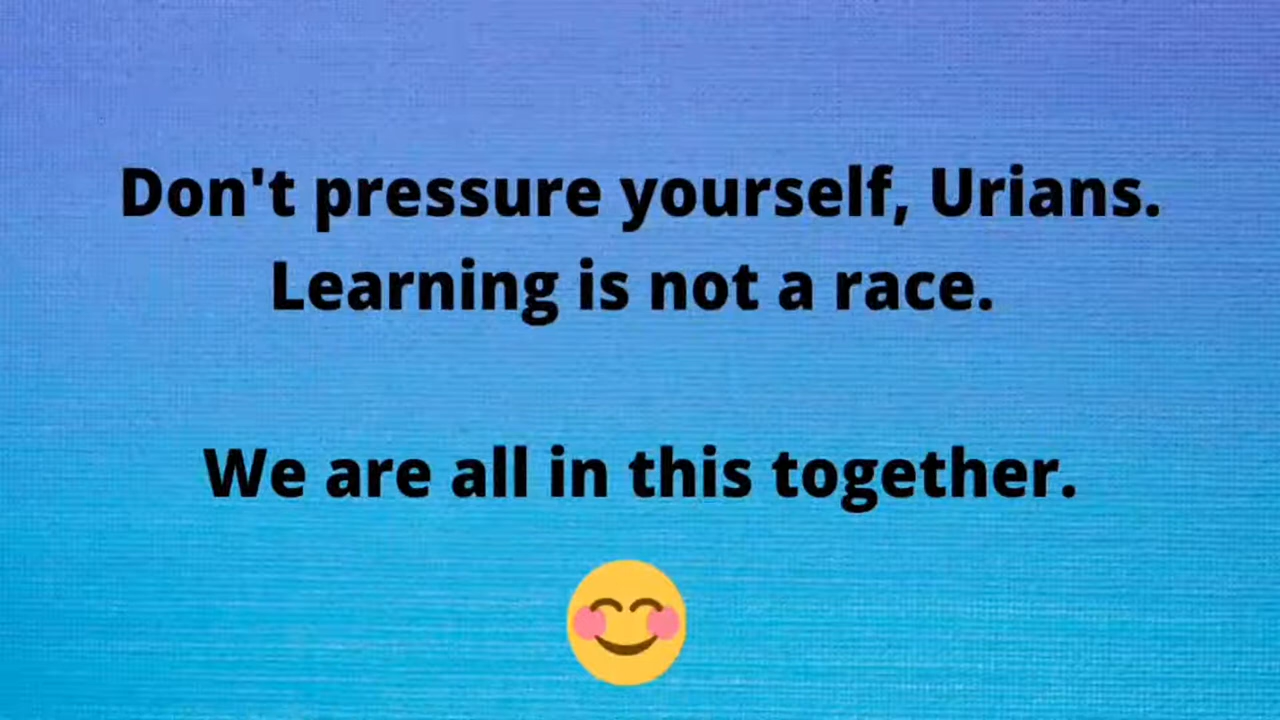 Don't pressure yourself, Urians.
Learning is not a race.
We are all in this together.